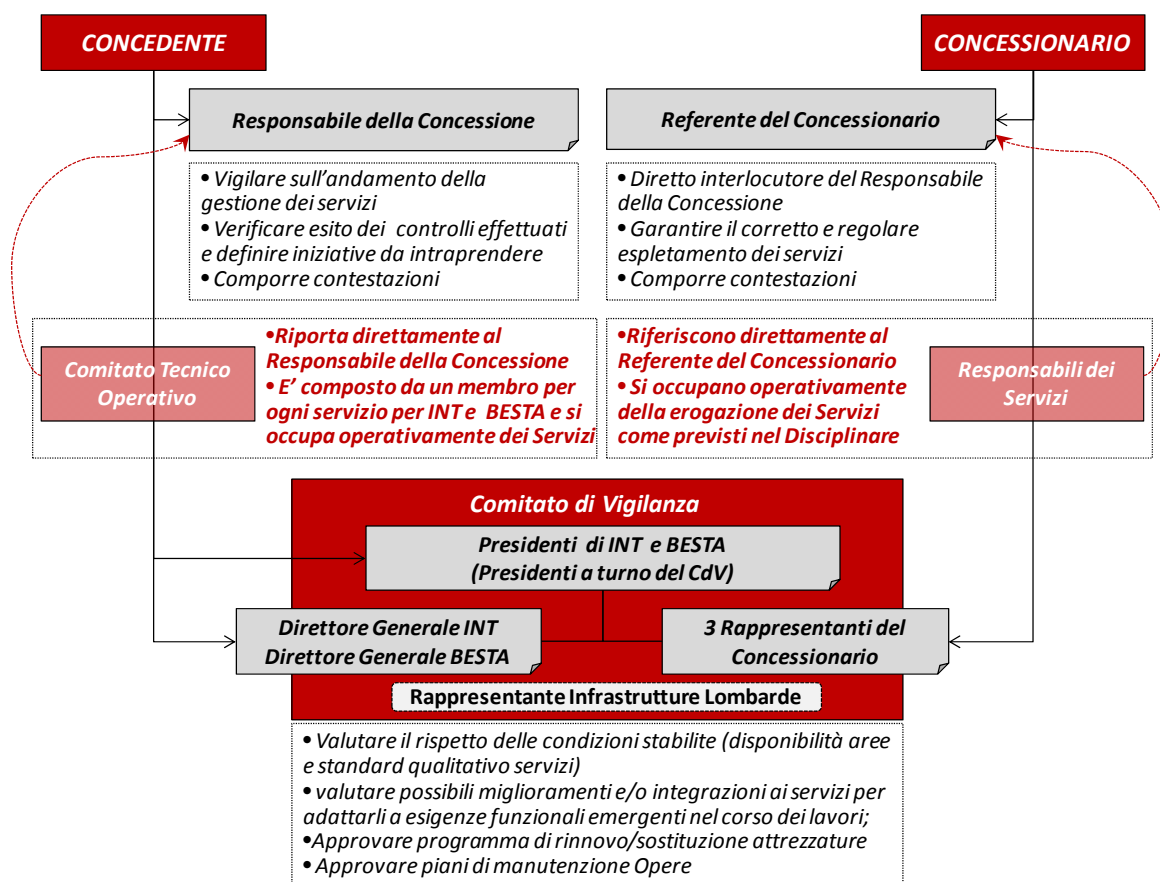 CONCEDENTE
CONCESSIONARIO
Responsabile della Concessione
Referente del Concessionario
• Vigilare sull'andamento della
gestione dei servizi
• Verificare esito dei controlli effettuati
e definire iniziative da intraprendere
• Comporre contestazioni
• Diretto interlocutore del Responsabile
della Concessione
• Garantire il corretto e regolare
espletamento dei servizi
• Comporre contestazioni
Comitato Tecnico
Operativo
•Riporta direttamente al
Responsabile della Concessione
• E' composto da un membro per
ogni servizio per INT e BESTA e si
occupa operativamente dei Servizi
•Riferiscono direttamente al
Referente del Concessionario
• Si occupano operativamente
della erogazione dei Servizi
come previsti nel Disciplinare
Responsabili dei
Servizi
Comitato di Vigilanza
Presidenti di INT e BESTA
(Presidenti a turno del CdV)
Direttore Generale INT
Direttore Generale BESTA
3 Rappresentanti del
Concessionario
Rappresentante Infrastrutture Lombarde
• Valutare il rispetto delle condizioni stabilite (disponibilità aree
e standard qualitativo servizi)
• valutare possibili miglioramenti e/o integrazioni ai servizi per
adattarli a esigenze funzionali emergenti nel corso dei lavori;
•Approvare programma di rinnovo/sostituzione attrezzature
• Approvare piani di manutenzione Opere